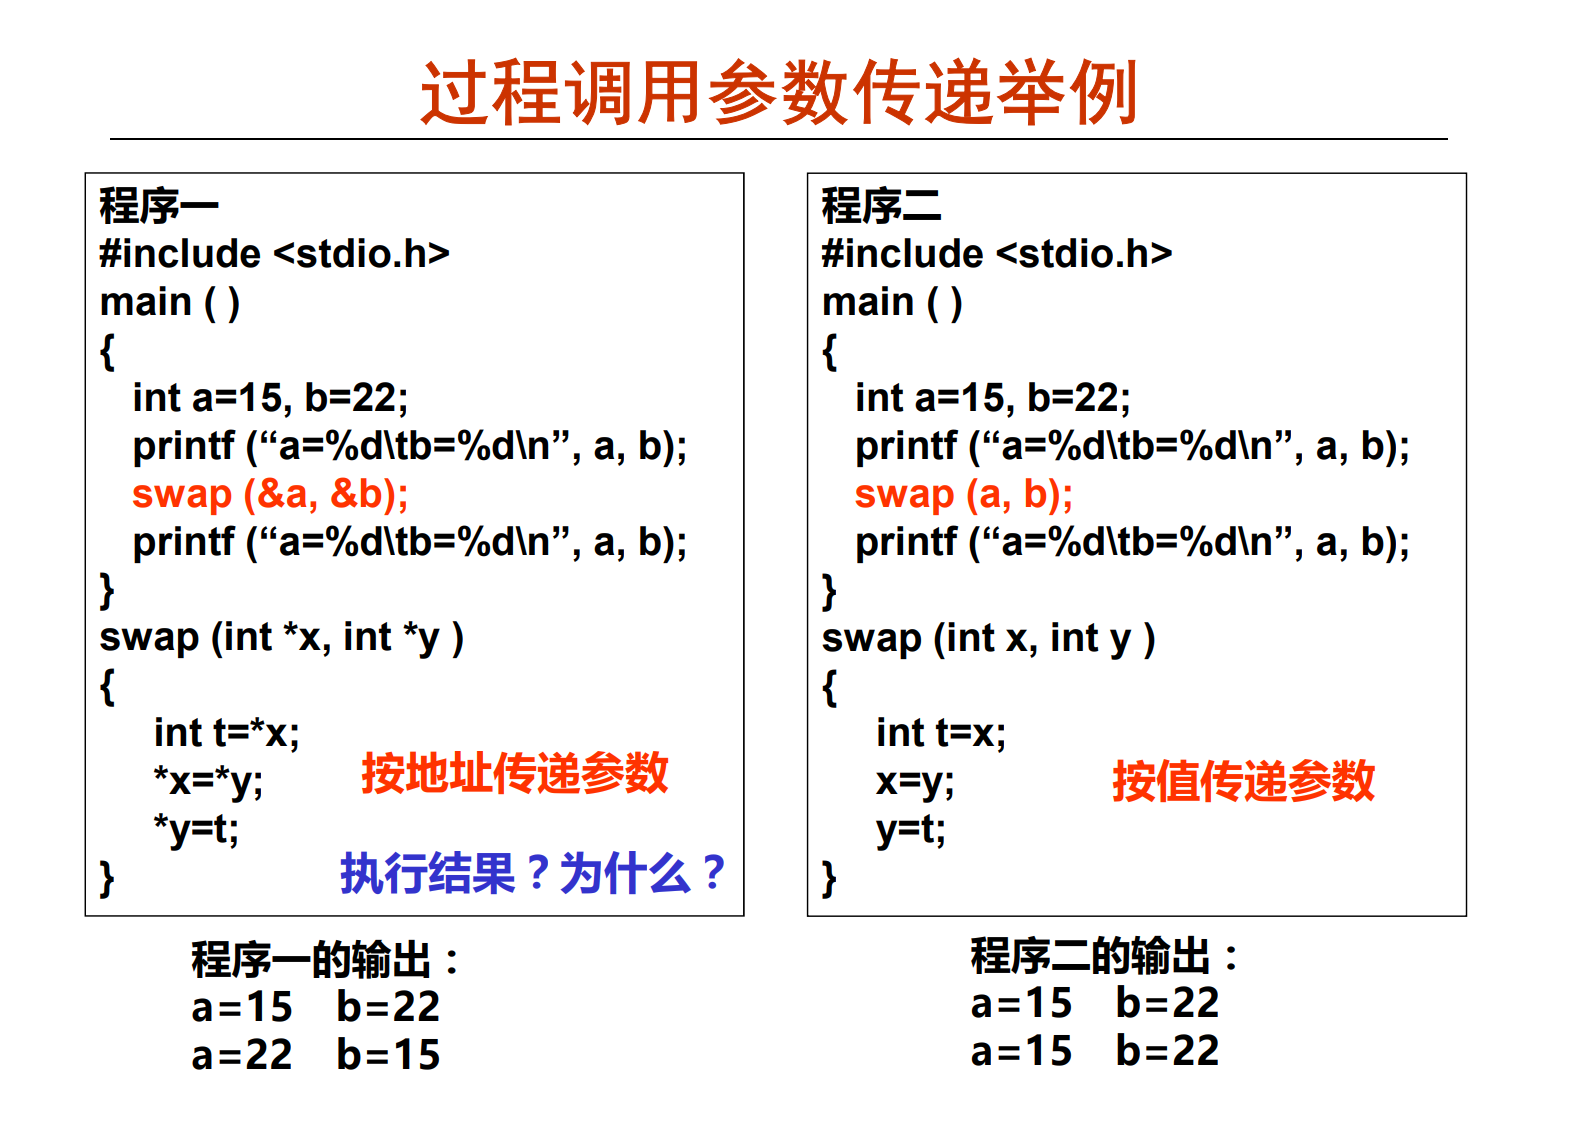 过程调用参数传递举例
程序一
#include <stdio.h>
main ( )
{
int a=15, b=22;
printf (“a=%d\tb=%d\n”, a, b);
swap (&a, &b);
printf (“a=%d\tb=%d\n”, a, b);
}
swap (int *x, int *y )
{
int t=*x;
*x=*y;
*y=t;
}
按地址传递参数
执行结果？为什么？
程序一的输出：
a=15 b=22
a=22 b=15
程序二
#include <stdio.h>
main ( )
{
int a=15, b=22;
printf (“a=%d\tb=%d\n”, a, b);
swap (a, b);
printf (“a=%d\tb=%d\n”, a, b);
}
swap (int x, int y )
{
int t=x;
x=y;
y=t;
}
按值传递参数
程序二的输出：
a=15 b=22
a=15 b=22